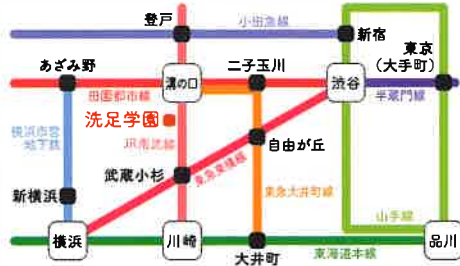 登戸
小田急線
新宿
あざみ野
溝の口
二子玉川
渋谷
東京
(大手町)
田園都市線
半蔵門線
洗足学園
横浜市営
地下鉄
JR南武線
自由が丘
武蔵小杉
東急東横線
新横浜
東急大井町線
山手線
横浜
川崎
大井町
東海道本線
品川